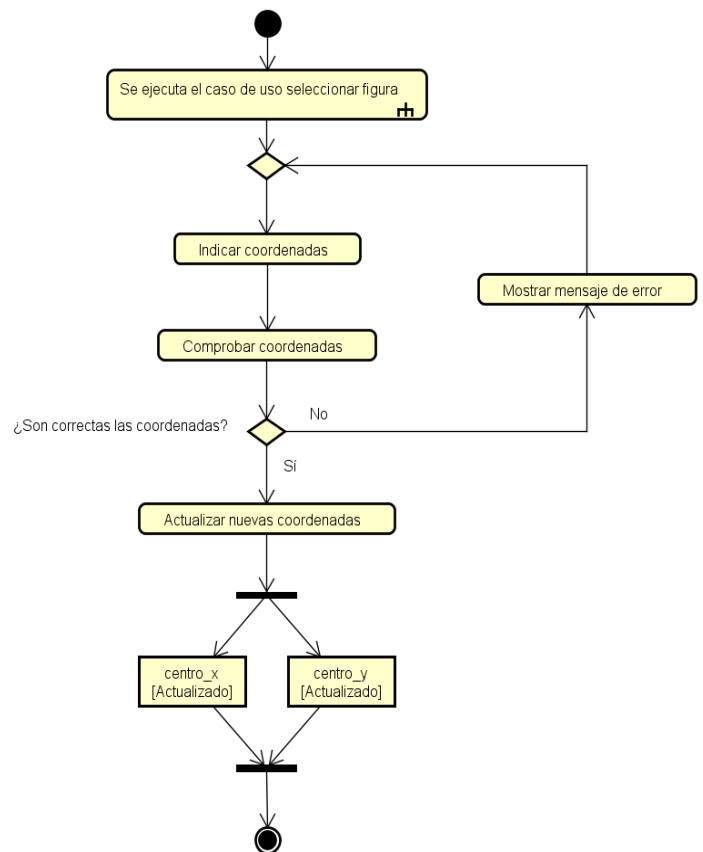 Se ejecuta el caso de uso seleccionar figura
Indicar coordenadas
Mostrar mensaje de error
Comprobar coordenadas
¿Son correctas las coordenadas?
No
Sí
Actualizar nuevas coordenadas
centro_x
[Actualizado]
centro_y
[Actualizado]